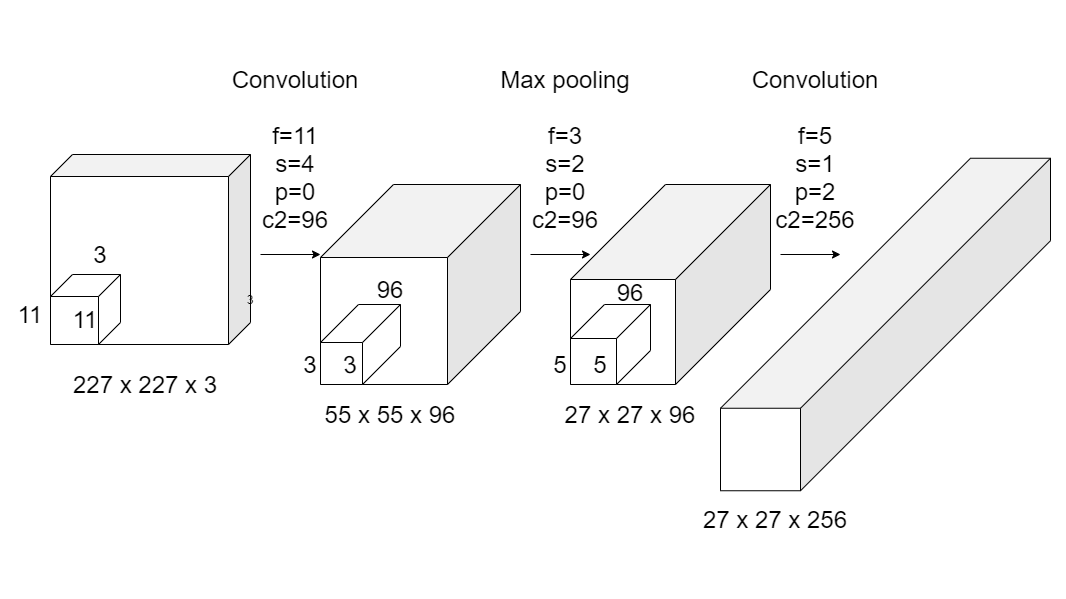 Convolution
Max pooling
Convolution
f=11
s=4
p=0
c2=96
f=3
s=2
p=0
c2=96
f=5
s=1
p=2
c2=256
3
11
11
3
227 x 227 x 3
96
3
3
55 x 55 x 96
96
5
5
27 x 27 x 96
27 x 27 x 256